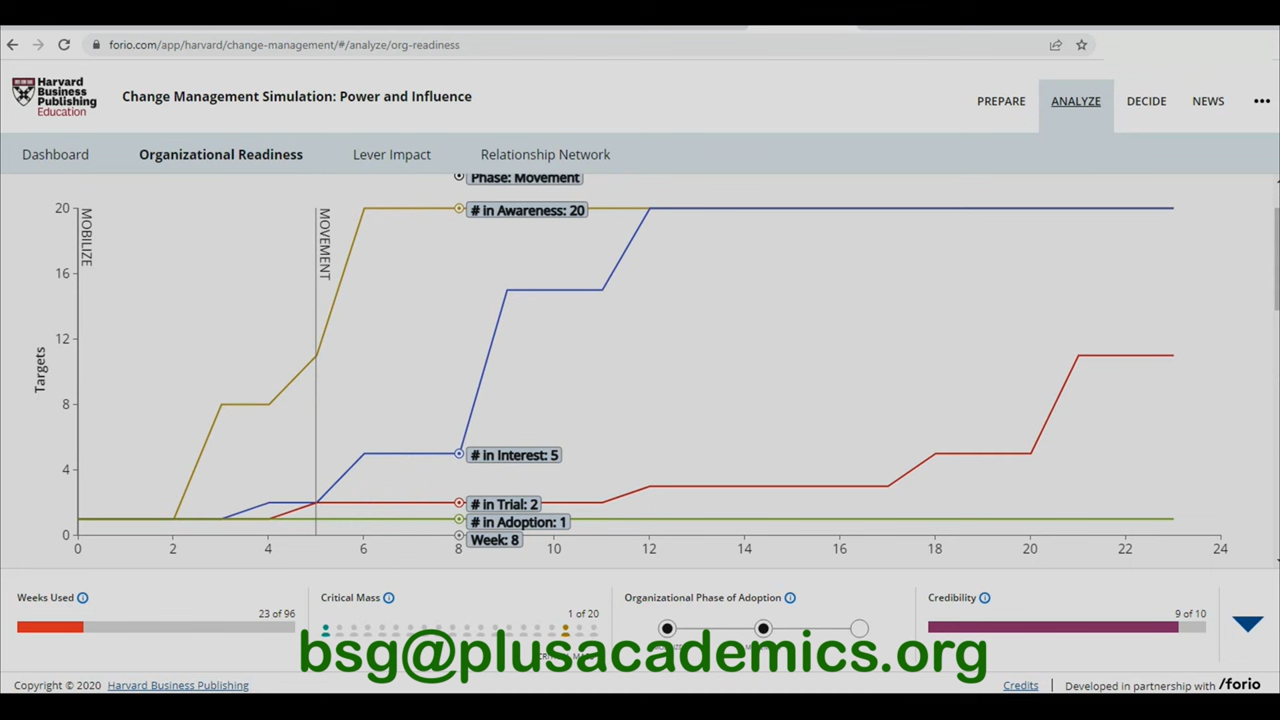 forio.com/app/harvard/change-management/#/analyze/org-readiness
Harvard
Business
Publishing
Education
Change Management Simulation: Power and Influence
PREPARE
ANALYZE
DECIDE
NEWS
Dashboard
Organizational Readiness
Lever Impact
Relationship Network
Phase: Movement
20
MOBILIZE
MOVEMENT
# in Awareness: 20
16
12
Targets
8
4
# in Interest: 5
# in Trial: 2
# in Adoption: 1
0
Week: 8
0 2 4 6 8 10 12 14 16 18 20 22 24
Weeks Used
23 of 96
Critical Mass
1 of 20
Organizational Phase of Adoption
Credibility
9 of 10
bsg@plusacademics.org
Copyright © 2020 Harvard Business Publishing
Credits
Developed in partnership with /forio